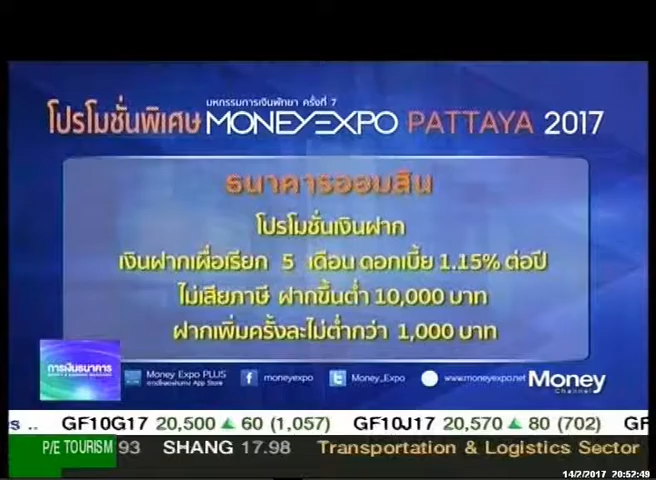 มหกรรมการเงินพัทยา ครั้งที่ 7
โปรโมชั่นพิเศษ MONEY EXPO PATTAYA 2017
ธนาคารออมสิน
โปรโมชั่นเงินฝาก
เงินฝากเผื่อเรียก 5 เดือน ดอกเบี้ย 1.15% ต่อปี
ไม่เสียภาษี ฝากขั้นต่ำ 10,000 บาท
ฝากเพิ่มครั้งละไม่ต่ำกว่า 1,000 บาท
การเงินธนาคาร
Money Expo PLUS
moneyexpo
Money_Expo
www.moneyexpo.net
Money Channel
GF10G17 20,500 ▲ 60 (1,057) GF10J17 20,570 ▲ 80 (702) GF
P/E TOURISM 93 SHANG 17.98 Transportation & Logistics Sector
14/2/2017 20:52:49